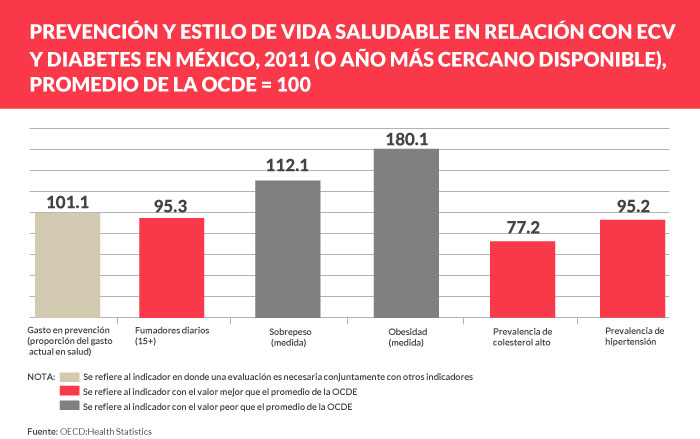 PREVENCIÓN Y ESTILO DE VIDA SALUDABLE EN RELACIÓN CON ECV
Y DIABETES EN MÉXICO, 2011 (O AÑO MÁS CERCANO DISPONIBLE),
PROMEDIO DE LA OCDE = 100
101.1
95.3
112.1
180.1
77.2
95.2
Gasto en prevención
(proporción del gasto
actual en salud)
Fumadores diarios
(15+)
Sobrepeso
(medida)
Obesidad
(medida)
Prevalencia de
colesterol alto
Prevalencia de
hipertensión
NOTA:
Se refiere al indicador en donde una evaluación es necesaria conjuntamente con otros indicadores
Se refiere al indicador con el valor mejor que el promedio de la OCDE
Se refiere al indicador con el valor peor que el promedio de la OCDE
Fuente: OECD:Health Statistics